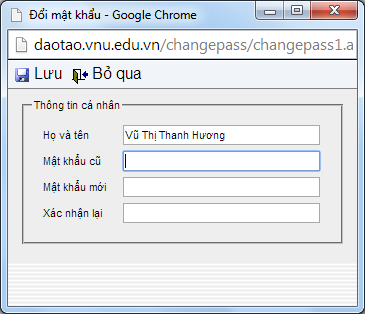 Đổi mật khẩu - Google Chrome
daotao.vnu.edu.vn/changepass/changepass1.a
Lưu Bỏ qua
Thông tin cá nhân
Họ và tên Vũ Thị Thanh Hương
Mật khẩu cũ
Mật khẩu mới
Xác nhận lại